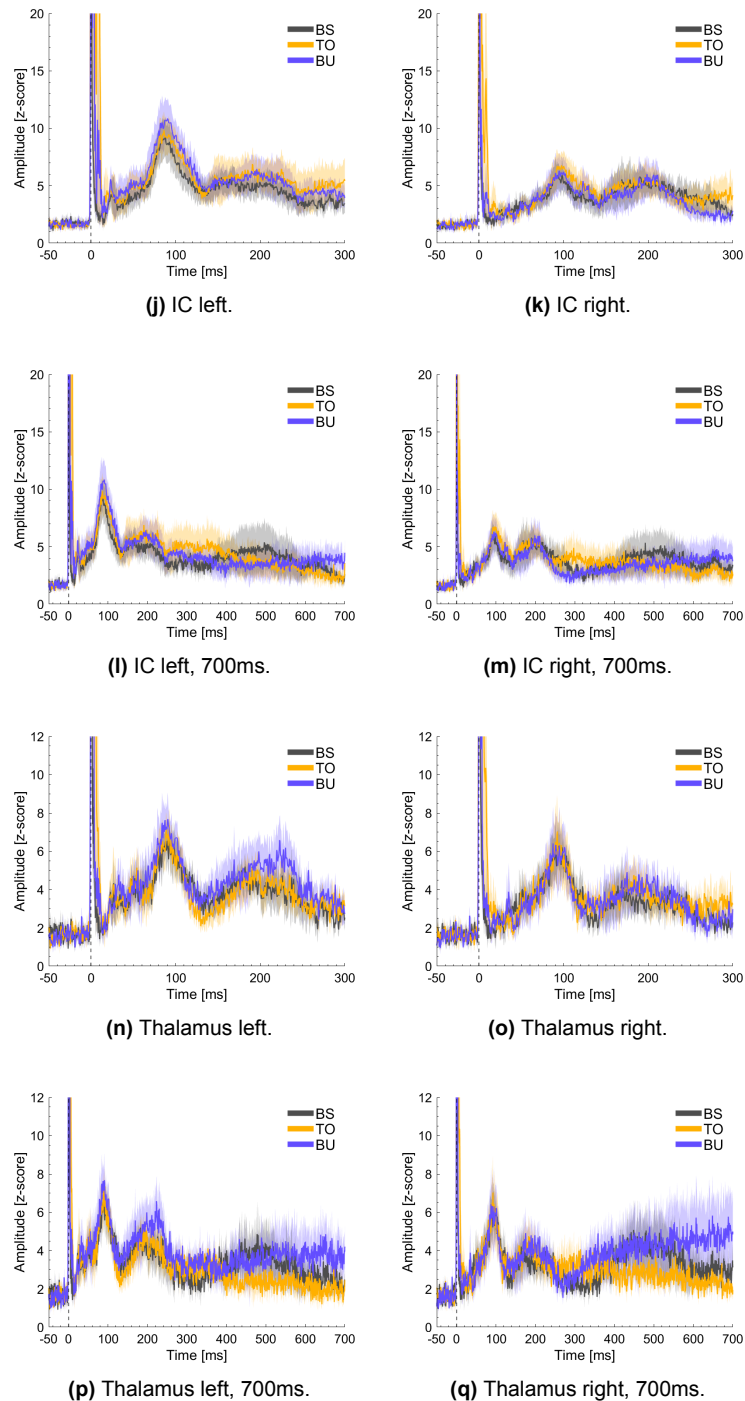 20
15
10
5
0
Amplitude [z-score]
BS
TO
BU
-50 0 100 200 300
Time [ms]
(j) IC left.
20
15
10
5
0
Amplitude [z-score]
BS
TO
BU
-50 0 100 200 300
Time [ms]
(k) IC right.
20
15
10
5
0
Amplitude [z-score]
BS
TO
BU
-50 0 100 200 300 400 500 600 700
Time [ms]
(l) IC left, 700ms.
20
15
10
5
0
Amplitude [z-score]
BS
TO
BU
-50 0 100 200 300 400 500 600 700
Time [ms]
(m) IC right, 700ms.
12
10
8
6
4
2
0
Amplitude [z-score]
BS
TO
BU
-50 0 100 200 300
Time [ms]
(n) Thalamus left.
12
10
8
6
4
2
0
Amplitude [z-score]
BS
TO
BU
-50 0 100 200 300
Time [ms]
(o) Thalamus right.
12
10
8
6
4
2
0
Amplitude [z-score]
BS
TO
BU
-50 0 100 200 300 400 500 600 700
Time [ms]
(p) Thalamus left, 700ms.
12
10
8
6
4
2
0
Amplitude [z-score]
BS
TO
BU
-50 0 100 200 300 400 500 600 700
Time [ms]
(q) Thalamus right, 700ms.